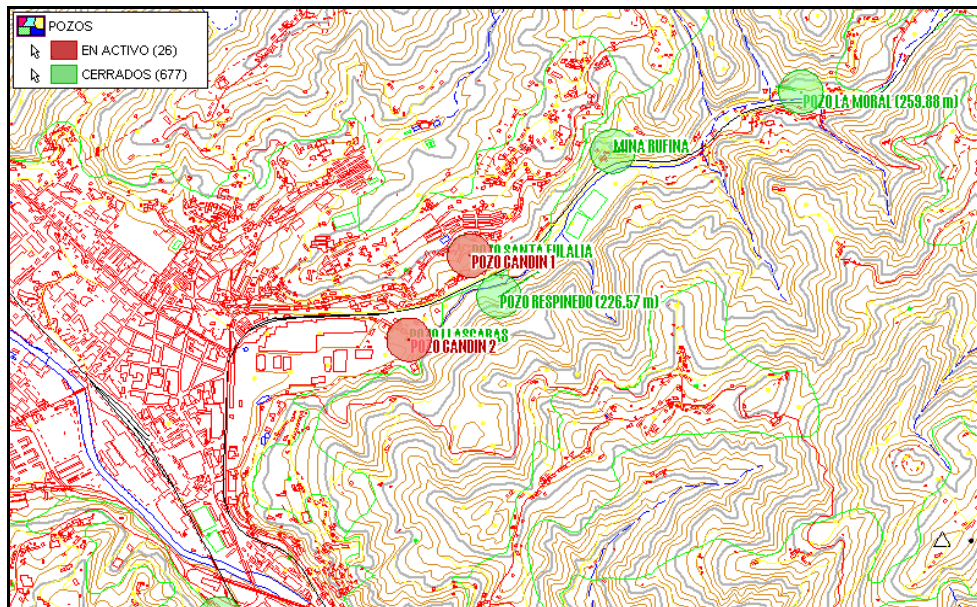 POZOS
EN ACTIVO (26)
CERRADOS (677)
POZO LA MORAL (259.88 m)
MINA RUFINA
POZO SANTA EULALIA
POZO CANDIN 1
POZO RESPINEDO (226.57 m)
POZO LLASCARAS
POZO CANDIN 2